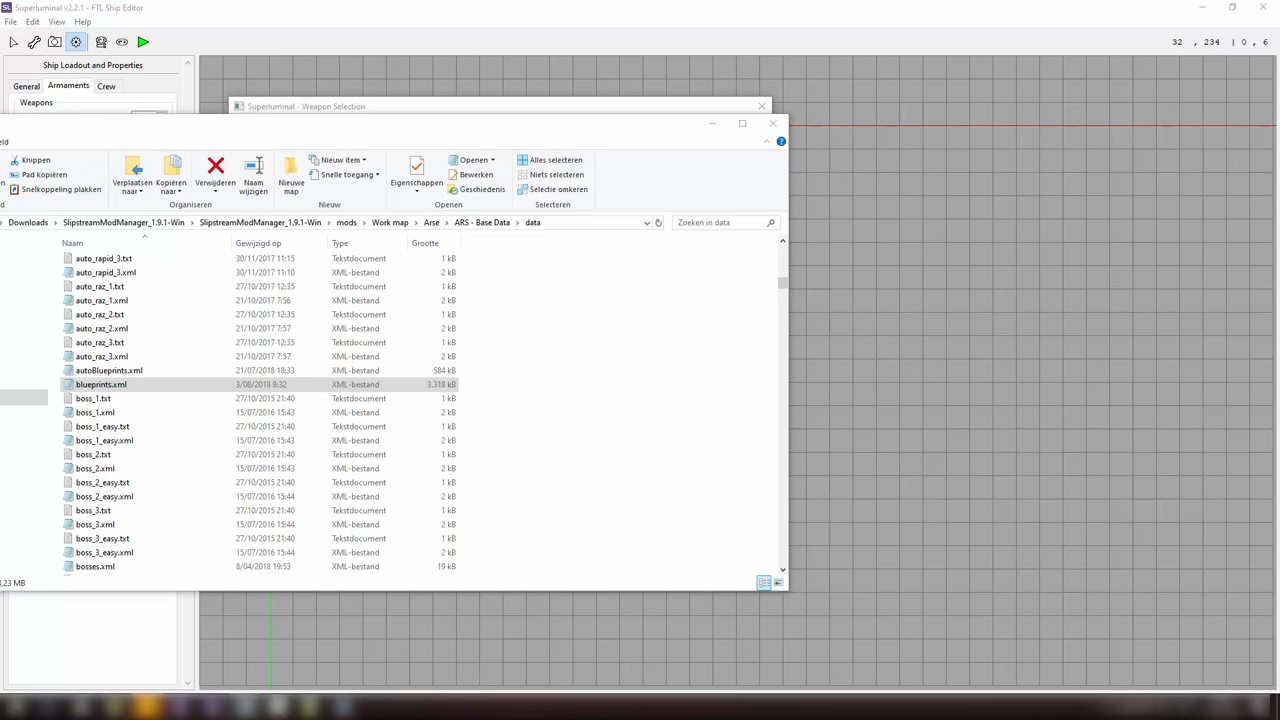 Superluminal v2.2.1 - FTL Ship Editor
File Edit View Help
32 , 234 | 0 , 6
Ship Loadout and Properties
General Armaments Crew
Weapons
Superluminal - Weapon Selection
eld
Knippen
Pad kopiëren
Snelkoppeling plakken
Verplaatsen naar
Kopiëren naar
Verwijderen
Naam wijzigen
Organiseren
Nieuwe map
Nieuw item
Snelle toegang
Nieuw
Eigenschappen
Openen
Bewerken
Geschiedenis
Openen
Alles selecteren
Niets selecteren
Selectie omkeren
Selecteren
Downloads > SlipstreamModManager_1.9.1-Win > SlipstreamModManager_1.9.1-Win > mods > Work map > Arse > ARS - Base Data > data
Zoeken in data
Naam Gewijzigd op Type Grootte
auto_rapid_3.txt 30/11/2017 11:15 Tekstdocument 1 kB
auto_rapid_3.xml 30/11/2017 11:10 XML-bestand 2 kB
auto_raz_1.txt 27/10/2017 12:35 Tekstdocument 1 kB
auto_raz_1.xml 21/10/2017 7:56 XML-bestand 2 kB
auto_raz_2.txt 27/10/2017 12:35 Tekstdocument 1 kB
auto_raz_2.xml 21/10/2017 7:57 XML-bestand 2 kB
auto_raz_3.txt 27/10/2017 12:35 Tekstdocument 1 kB
auto_raz_3.xml 21/10/2017 7:57 XML-bestand 2 kB
autoBlueprints.xml 21/07/2018 18:33 XML-bestand 584 kB
blueprints.xml 3/08/2018 8:32 XML-bestand 3.318 kB
boss_1.txt 27/10/2015 21:40 Tekstdocument 1 kB
boss_1.xml 15/07/2016 15:43 XML-bestand 2 kB
boss_1_easy.txt 27/10/2015 21:40 Tekstdocument 1 kB
boss_1_easy.xml 15/07/2016 15:43 XML-bestand 2 kB
boss_2.txt 27/10/2015 21:40 Tekstdocument 1 kB
boss_2.xml 15/07/2016 15:43 XML-bestand 2 kB
boss_2_easy.txt 27/10/2015 21:40 Tekstdocument 1 kB
boss_2_easy.xml 15/07/2016 15:44 XML-bestand 2 kB
boss_3.txt 27/10/2015 21:40 Tekstdocument 1 kB
boss_3.xml 15/07/2016 15:44 XML-bestand 2 kB
boss_3_easy.txt 27/10/2015 21:40 Tekstdocument 1 kB
boss_3_easy.xml 15/07/2016 15:44 XML-bestand 2 kB
bosses.xml 8/04/2018 19:53 XML-bestand 19 kB
3,23 MB